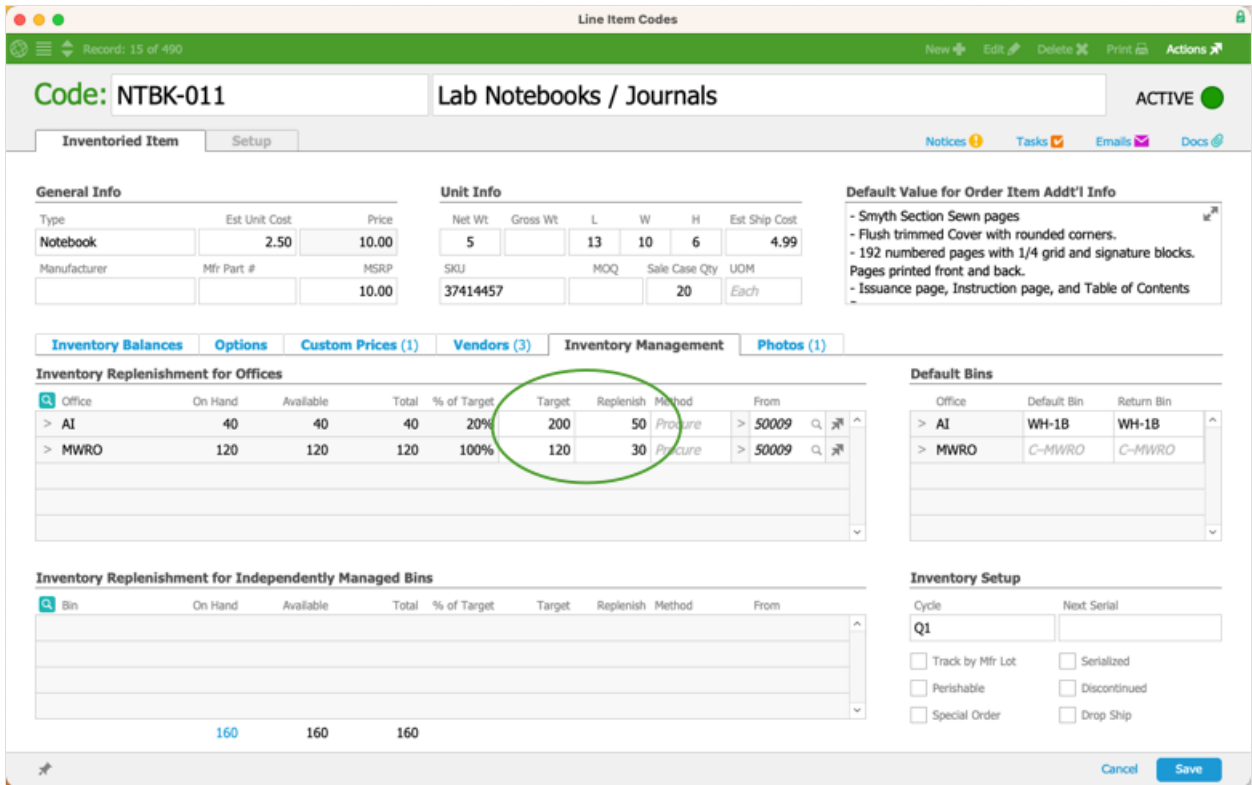 Line Item Codes
Record: 15 of 490 New Edit Delete Print Actions
Code: NTBK-011 Lab Notebooks / Journals ACTIVE
Inventoried Item Setup Notices Tasks Emails Docs
General Info Unit Info Default Value for Order Item Addt'l Info
Type Est Unit Cost Price Net Wt Gross Wt L W H Est Ship Cost
Notebook 2.50 10.00 5 13 10 6 4.99
Manufacturer Mfr Part # MSRP SKU MOQ Sale Case Qty UOM
10.00 37414457 20 Each
- Smyth Section Sewn pages
- Flush trimmed Cover with rounded corners.
- 192 numbered pages with 1/4 grid and signature blocks.
Pages printed front and back.
- Issuance page, Instruction page, and Table of Contents
Inventory Balances Options Custom Prices (1) Vendors (3) Inventory Management Photos (1)
Inventory Replenishment for Offices Default Bins
Office On Hand Available Total % of Target Target Replenish Method From Office Default Bin Return Bin
> AI 40 40 40 20% 200 50 Procure > 50009 > AI WH-1B WH-1B
> MWRO 120 120 120 100% 120 30 Procure > 50009 > MWRO C-MWRO C-MWRO
Inventory Replenishment for Independently Managed Bins Inventory Setup
Bin On Hand Available Total % of Target Target Replenish Method From Cycle Next Serial
Q1
Track by Mfr Lot Serialized
Perishable Discontinued
Special Order Drop Ship
160 160 160
Cancel Save